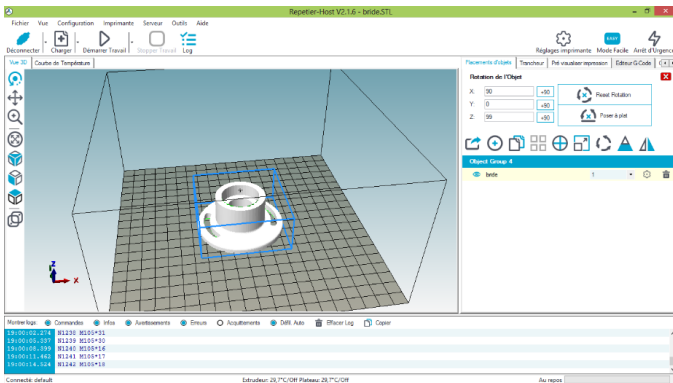 Repetier-Host V2.1.6 - bride.STL
Fichier Vue Configuration Imprimante Serveur Outils Aide
Déconnecter Charger Démarrer Travail Stopper Travail Log Réglages imprimante EASY Mode Facile Arrêt d'Urgence
Vue 3D Courbe de Température Placements d'objets Trancheur Pré visualiser impression Editeur G-Code
Rotation de l'Objet
X: 90 +90 Reset Rotation
Y: 0 +90
Z: 99 +90 Poser à plat
Object Group 4
bride 1
Z
X
Montrer logs: Commandes Infos Avertissements Erreurs Acquittements Défil. Auto Effacer Log Copier
19:00:02.274 N1238 M105*31
19:00:05.337 N1239 M105*30
19:00:08.399 N1240 M105*16
19:00:11.462 N1241 M105*17
19:00:14.524 N1242 M105*18
Connecté: default Extrudeur: 29,7°C/Off Plateau: 29,7°C/Off Au repos